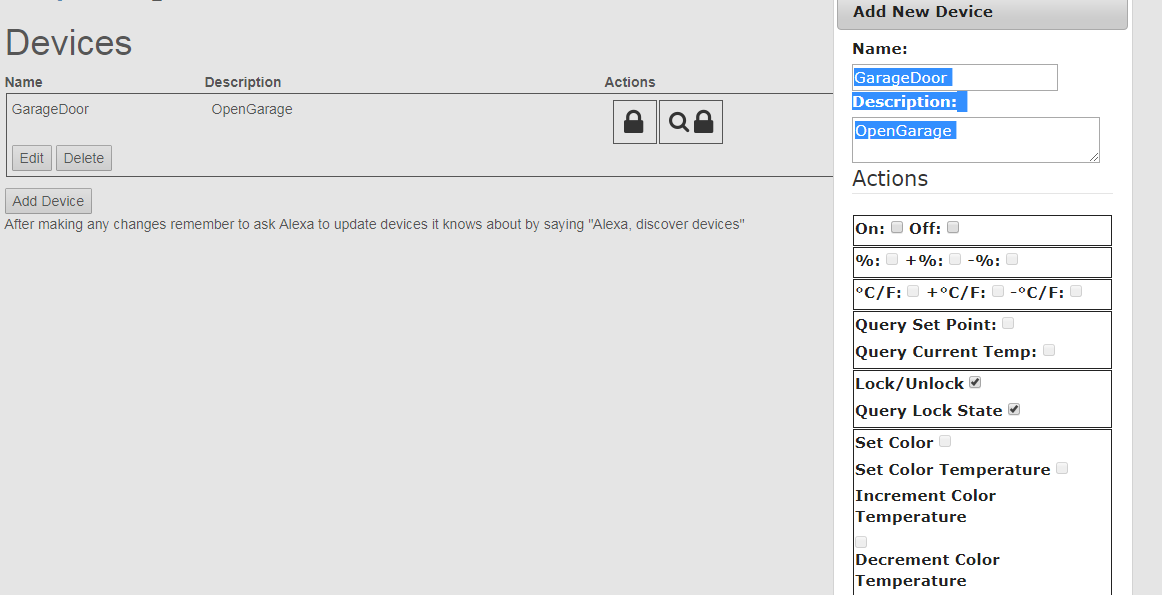 Devices
Name Description Actions
GarageDoor OpenGarage
Edit Delete
Add Device
After making any changes remember to ask Alexa to update devices it knows about by saying "Alexa, discover devices"
Add New Device
Name:
GarageDoor
Description:
OpenGarage
Actions
On: Off:
%: +%: -%:
°C/F: +°C/F: -°C/F:
Query Set Point:
Query Current Temp:
Lock/Unlock
Query Lock State
Set Color
Set Color Temperature
Increment Color
Temperature
Decrement Color
Temperature